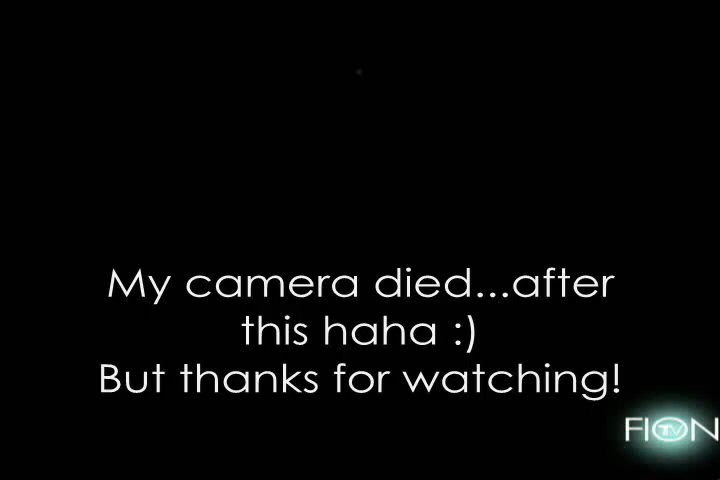 My camera died...after
this haha :)
But thanks for watching!
FION
TV